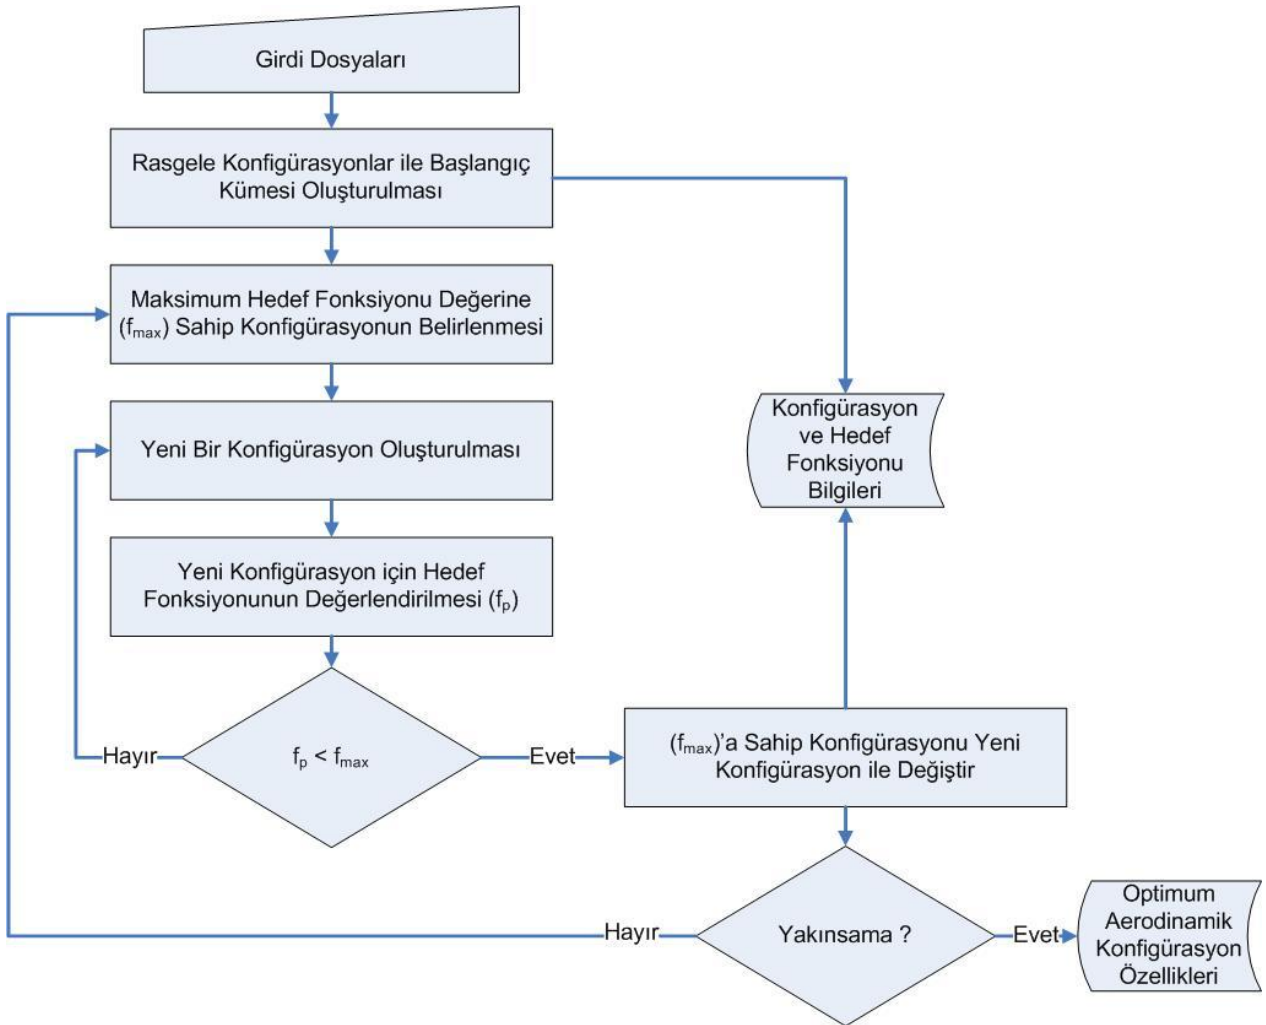 Girdi Dosyaları
Rasgele Konfigürasyonlar ile Başlangıç
Kümesi Oluşturulması
Maksimum Hedef Fonksiyonu Değerine
(fmax) Sahip Konfigürasyonun Belirlenmesi
Yeni Bir Konfigürasyon Oluşturulması
Konfigürasyon
ve Hedef
Fonksiyonu
Bilgileri
Yeni Konfigürasyon için Hedef
Fonksiyonunun Değerlendirilmesi (fp)
Hayır
fp < fmax
Evet
(fmax)'a Sahip Konfigürasyonu Yeni
Konfigürasyon ile Değiştir
Hayır
Yakınsama ?
Evet
Optimum
Aerodinamik
Konfigürasyon
Özellikleri